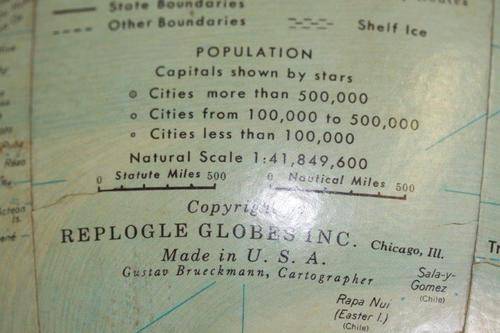 State Boundaries
Other Boundaries
Shelf Ice
POPULATION
Capitals shown by stars
Cities more than 500,000
Cities from 100,000 to 500,000
Cities less than 100,000
Natural Scale 1:41,849,600
0 Statute Miles 500
0 Nautical Miles 500
Copyright
REPLOGLE GLOBES INC. Chicago, Ill.
Made in U. S. A.
Gustav Brueckmann, Cartographer
Sala-y-
Gomez
(Chile)
Rapa Nui
(Easter I.)
(Chile)